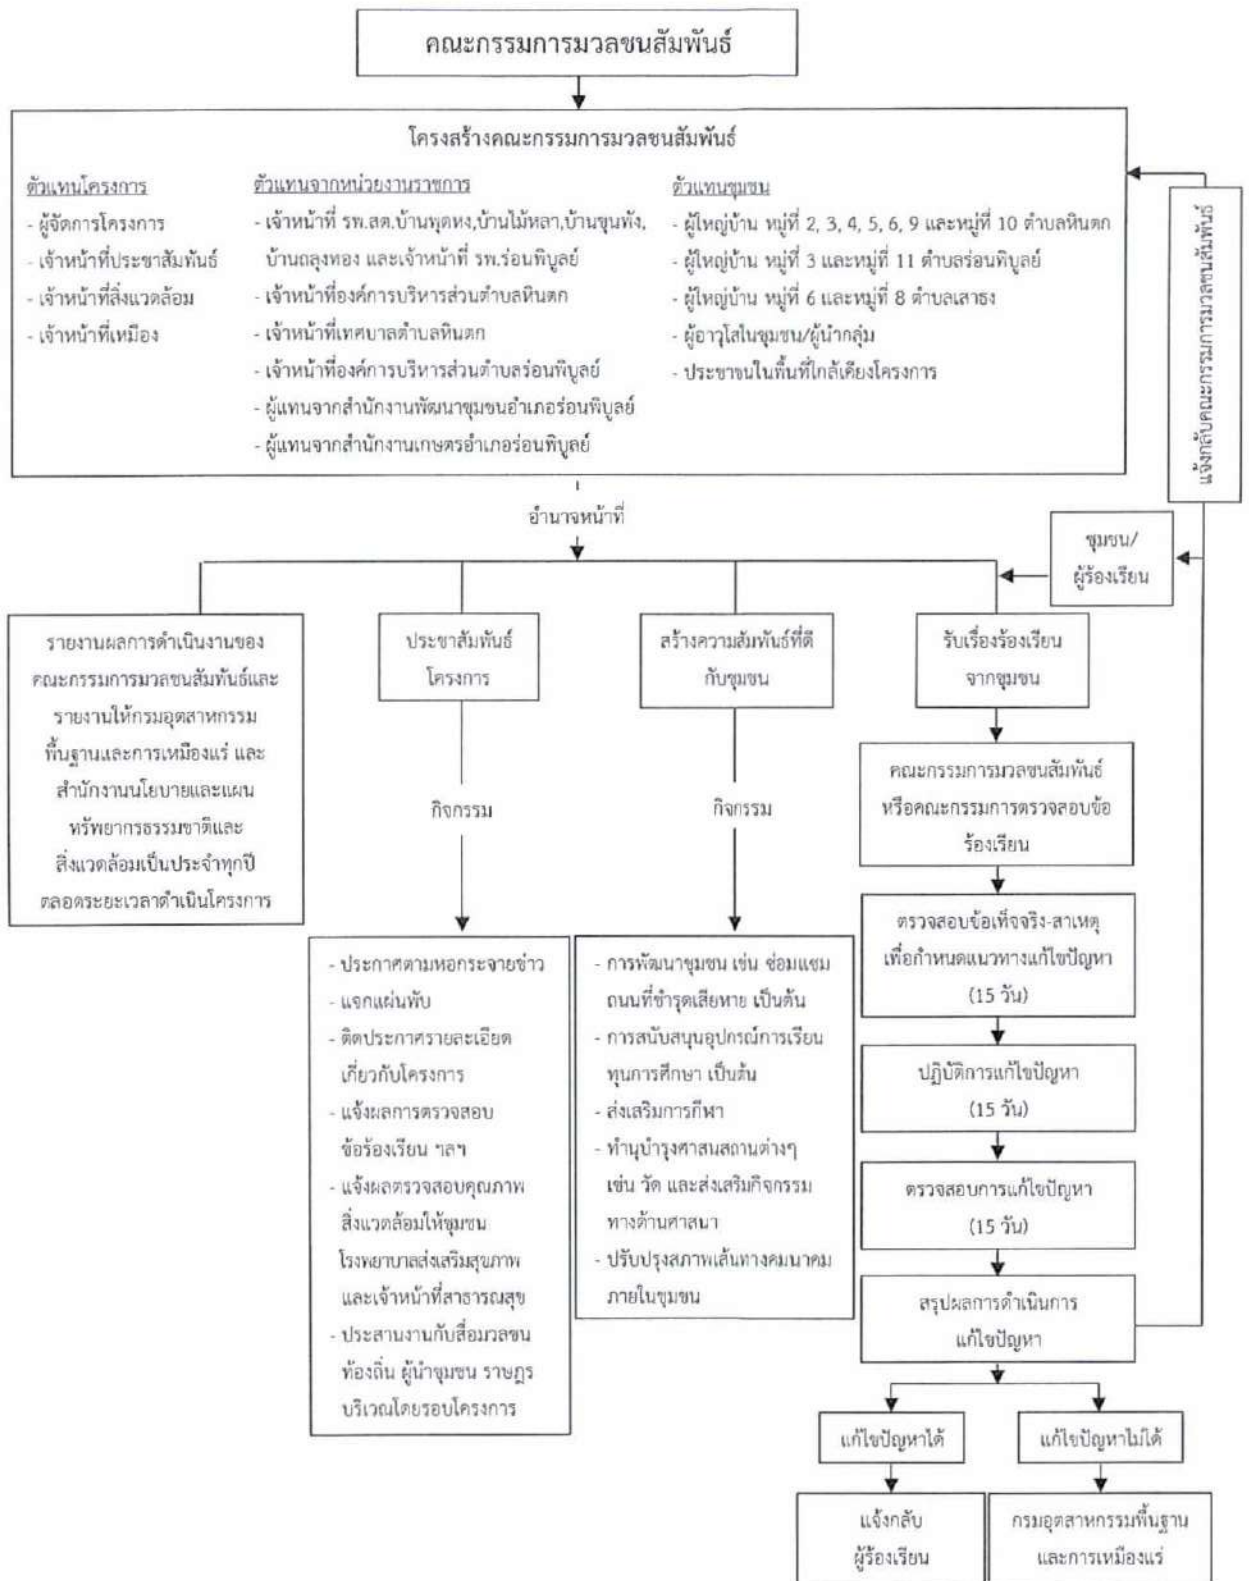 คณะกรรมการมวลชนสัมพันธ์
โครงสร้างคณะกรรมการมวลชนสัมพันธ์
ตัวแทนโครงการ
- ผู้จัดการโครงการ
- เจ้าหน้าที่ประชาสัมพันธ์
- เจ้าหน้าที่สิ่งแวดล้อม
- เจ้าหน้าที่เหมือง
ตัวแทนจากหน่วยงานราชการ
- เจ้าหน้าที่ รพ.สต.บ้านพุดหง,บ้านไม้หลา,บ้านขุนพัง,
บ้านถลุงทอง และเจ้าหน้าที่ รพ.ร่อนพิบูลย์
- เจ้าหน้าที่องค์การบริหารส่วนตำบลหินตก
- เจ้าหน้าที่เทศบาลตำบลหินตก
- เจ้าหน้าที่องค์การบริหารส่วนตำบลร่อนพิบูลย์
- ผู้แทนจากสำนักงานพัฒนาชุมชนอำเภอร่อนพิบูลย์
- ผู้แทนจากสำนักงานเกษตรอำเภอร่อนพิบูลย์
ตัวแทนชุมชน
- ผู้ใหญ่บ้าน หมู่ที่ 2, 3, 4, 5, 6, 9 และหมู่ที่ 10 ตำบลหินตก
- ผู้ใหญ่บ้าน หมู่ที่ 3 และหมู่ที่ 11 ตำบลร่อนพิบูลย์
- ผู้ใหญ่บ้าน หมู่ที่ 6 และหมู่ที่ 8 ตำบลเสาธง
- ผู้อาวุโสในชุมชน/ผู้นำกลุ่ม
- ประชาชนในพื้นที่ใกล้เคียงโครงการ
แจ้งกลับคณะกรรมการมวลชนสัมพันธ์
อำนาจหน้าที่
ชุมชน/
ผู้ร้องเรียน
รายงานผลการดำเนินงานของ
คณะกรรมการมวลชนสัมพันธ์และ
รายงานให้กรมอุตสาหกรรม
พื้นฐานและการเหมืองแร่ และ
สำนักงานนโยบายและแผน
ทรัพยากรธรรมชาติและ
สิ่งแวดล้อมเป็นประจำทุกปี
ตลอดระยะเวลาดำเนินโครงการ
ประชาสัมพันธ์
โครงการ
กิจกรรม
- ประกาศตามหอกระจายข่าว
- แจกแผ่นพับ
- ติดประกาศรายละเอียด
เกี่ยวกับโครงการ
- แจ้งผลการตรวจสอบ
ข้อร้องเรียน ฯลฯ
- แจ้งผลตรวจสอบคุณภาพ
สิ่งแวดล้อมให้ชุมชน
โรงพยาบาลส่งเสริมสุขภาพ
และเจ้าหน้าที่สาธารณสุข
- ประสานงานกับสื่อมวลชน
ท้องถิ่น ผู้นำชุมชน ราษฎร
บริเวณโดยรอบโครงการ
สร้างความสัมพันธ์ที่ดี
กับชุมชน
กิจกรรม
- การพัฒนาชุมชน เช่น ซ่อมแซม
ถนนที่ชำรุดเสียหาย เป็นต้น
- การสนับสนุนอุปกรณ์การเรียน
ทุนการศึกษา เป็นต้น
- ส่งเสริมการกีฬา
- ทำนุบำรุงศาสนสถานต่างๆ
เช่น วัด และส่งเสริมกิจกรรม
ทางด้านศาสนา
- ปรับปรุงสภาพเส้นทางคมนาคม
ภายในชุมชน
รับเรื่องร้องเรียน
จากชุมชน
คณะกรรมการมวลชนสัมพันธ์
หรือคณะกรรมการตรวจสอบข้อ
ร้องเรียน
ตรวจสอบข้อเท็จจริง-สาเหตุ
เพื่อกำหนดแนวทางแก้ไขปัญหา
(15 วัน)
ปฏิบัติการแก้ไขปัญหา
(15 วัน)
ตรวจสอบการแก้ไขปัญหา
(15 วัน)
สรุปผลการดำเนินการ
แก้ไขปัญหา
แก้ไขปัญหาได้
แก้ไขปัญหาไม่ได้
แจ้งกลับ
ผู้ร้องเรียน
กรมอุตสาหกรรมพื้นฐาน
และการเหมืองแร่